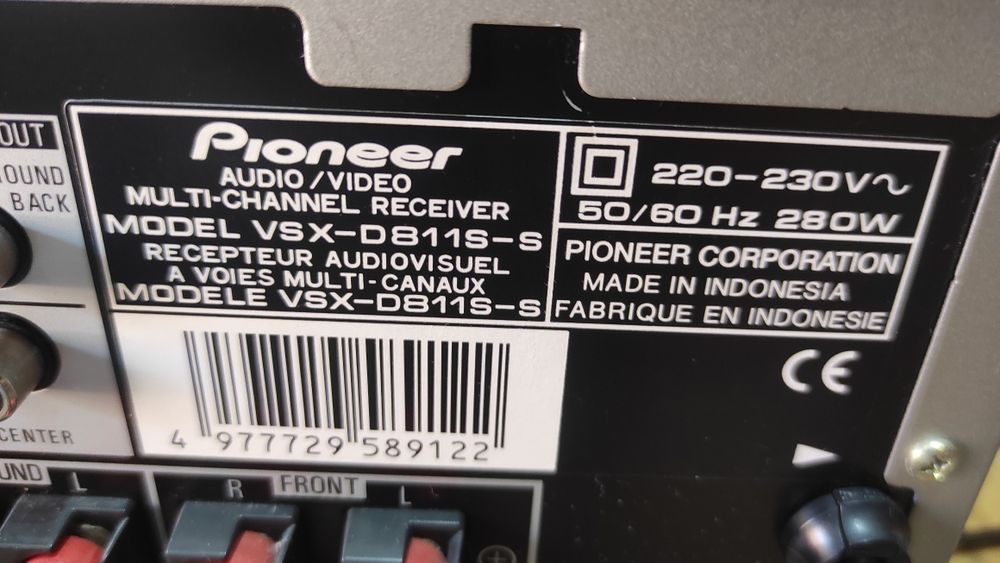 Pioneer
AUDIO/VIDEO
MULTI-CHANNEL RECEIVER
MODEL VSX-D811S-S
RECEPTEUR AUDIOVISUEL
A VOIES MULTI-CANAUX
MODELE VSX-D811S-S
220-230V~
50/60 Hz 280W
PIONEER CORPORATION
MADE IN INDONESIA
FABRIQUE EN INDONESIE
CE
4 977729 589122
OUT
BACK
CENTER
L
R FRONT L